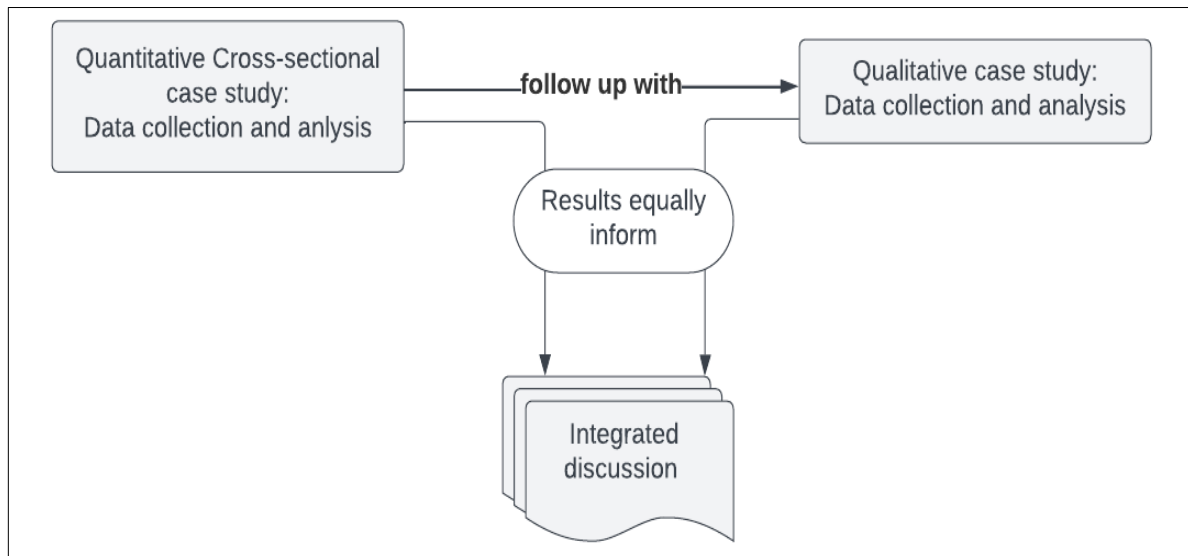 Quantitative Cross-sectional
case study:
Data collection and anlysis
follow up with
Qualitative case study:
Data collection and analysis
Results equally
inform
Integrated
discussion